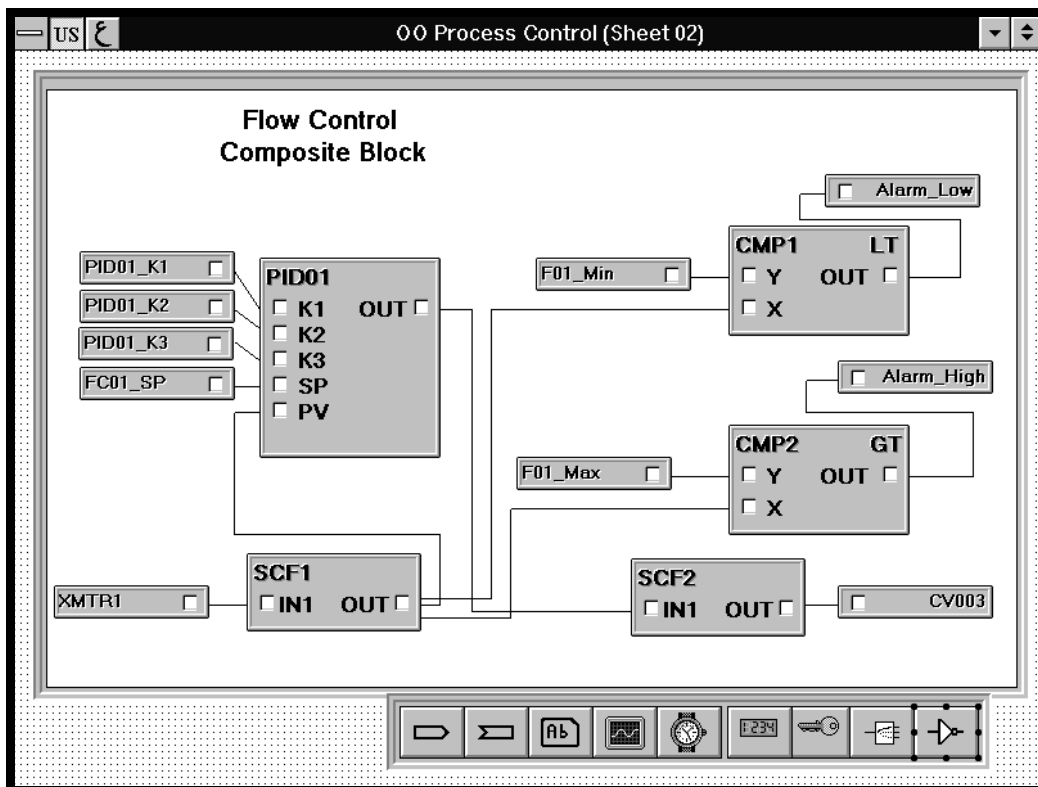 US ع OO Process Control (Sheet 02)
Flow Control
Composite Block
Alarm_Low
PID01_K1
PID01_K2
PID01_K3
FC01_SP
PID01
K1 OUT
K2
K3
SP
PV
F01_Min
CMP1 LT
Y OUT
X
Alarm_High
F01_Max
CMP2 GT
Y OUT
X
XMTR1
SCF1
IN1 OUT
SCF2
IN1 OUT
CV003
Ab
1234